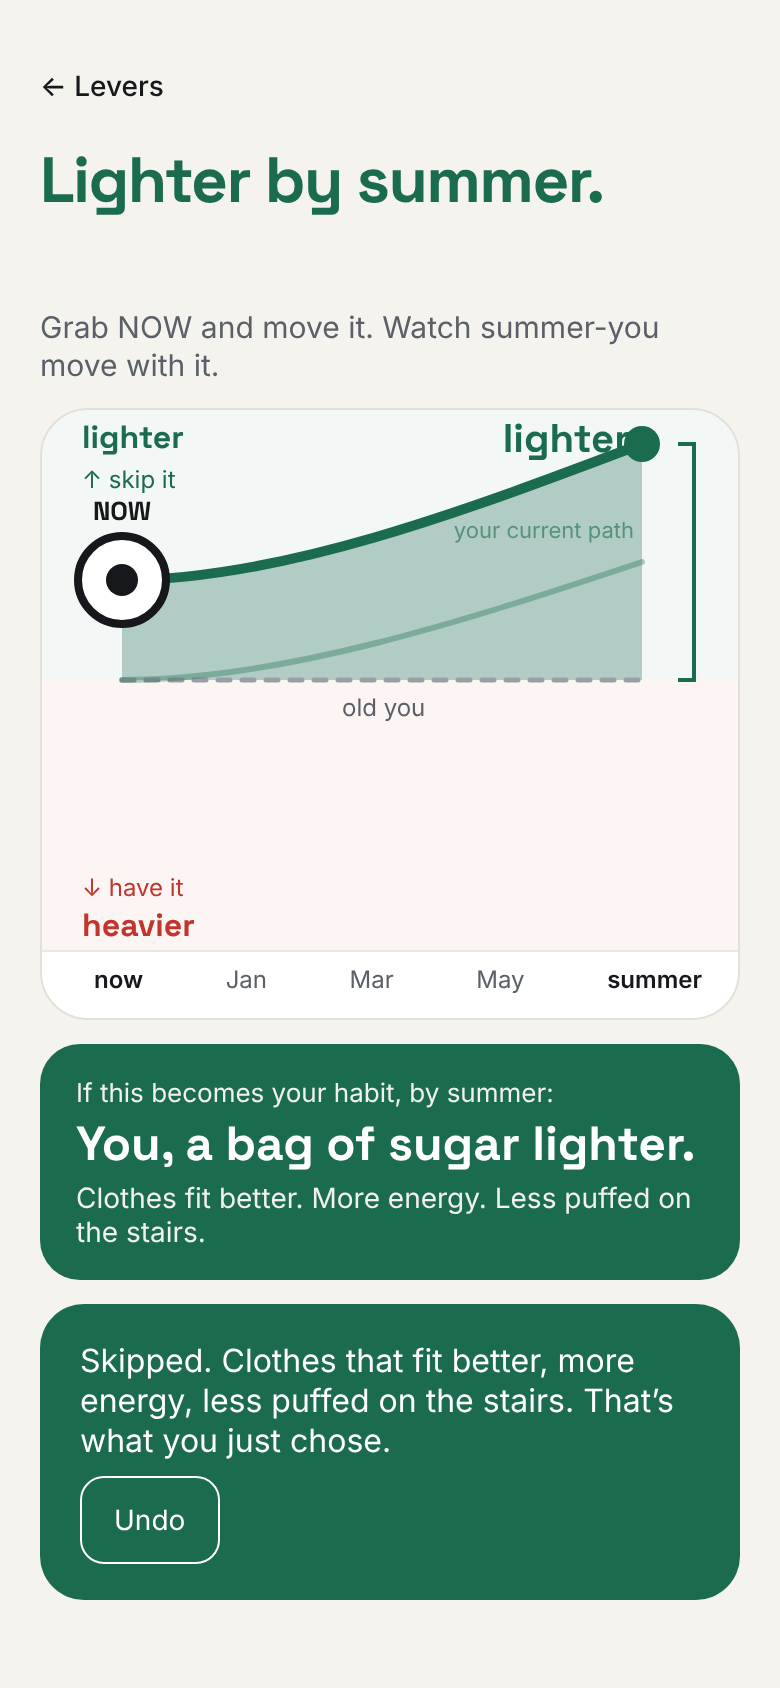 ← Levers
Lighter by summer.
Grab NOW and move it. Watch summer-you
move with it.
lighter
lighter
↑ skip it
NOW
your current path
old you
↓ have it
heavier
now Jan Mar May summer
If this becomes your habit, by summer:
You, a bag of sugar lighter.
Clothes fit better. More energy. Less puffed on
the stairs.
Skipped. Clothes that fit better, more
energy, less puffed on the stairs. That’s
what you just chose.
Undo